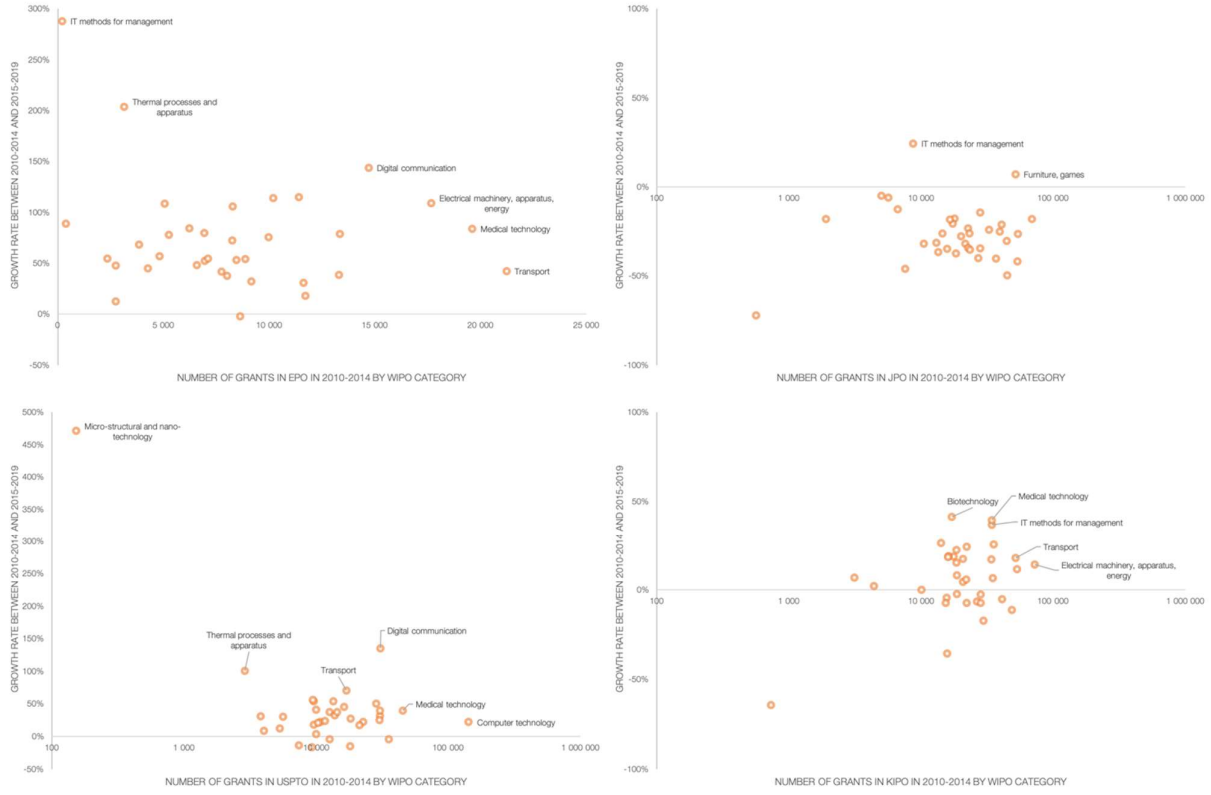 GROWTH RATE BETWEEN 2010-2014 AND 2015-2019
300%
250%
200%
150%
100%
50%
0%
-50%
IT methods for management
Thermal processes and
apparatus
Digital communication
Electrical machinery, apparatus,
energy
Medical technology
Transport
0
5 000
10 000
15 000
20 000
25 000
NUMBER OF GRANTS IN EPO IN 2010-2014 BY WIPO CATEGORY
GROWTH RATE BETWEEN 2010-2014 AND 2015-2019
100%
50%
0%
-50%
-100%
IT methods for management
Furniture, games
100
1 000
10 000
100 000
1 000 000
NUMBER OF GRANTS IN JPO IN 2010-2014 BY WIPO CATEGORY
GROWTH RATE BETWEEN 2010-2014 AND 2015-2019
500%
450%
400%
350%
300%
250%
200%
150%
100%
50%
0%
-50%
Micro-structural and nano-
technology
Thermal processes and
apparatus
Digital communication
Transport
Medical technology
Computer technology
100
1 000
10 000
100 000
1 000 000
NUMBER OF GRANTS IN USPTO IN 2010-2014 BY WIPO CATEGORY
GROWTH RATE BETWEEN 2010-2014 AND 2015-2019
100%
50%
0%
-50%
-100%
Biotechnology
Medical technology
IT methods for management
Transport
Electrical machinery, apparatus,
energy
100
1 000
10 000
100 000
1 000 000
NUMBER OF GRANTS IN KIPO IN 2010-2014 BY WIPO CATEGORY